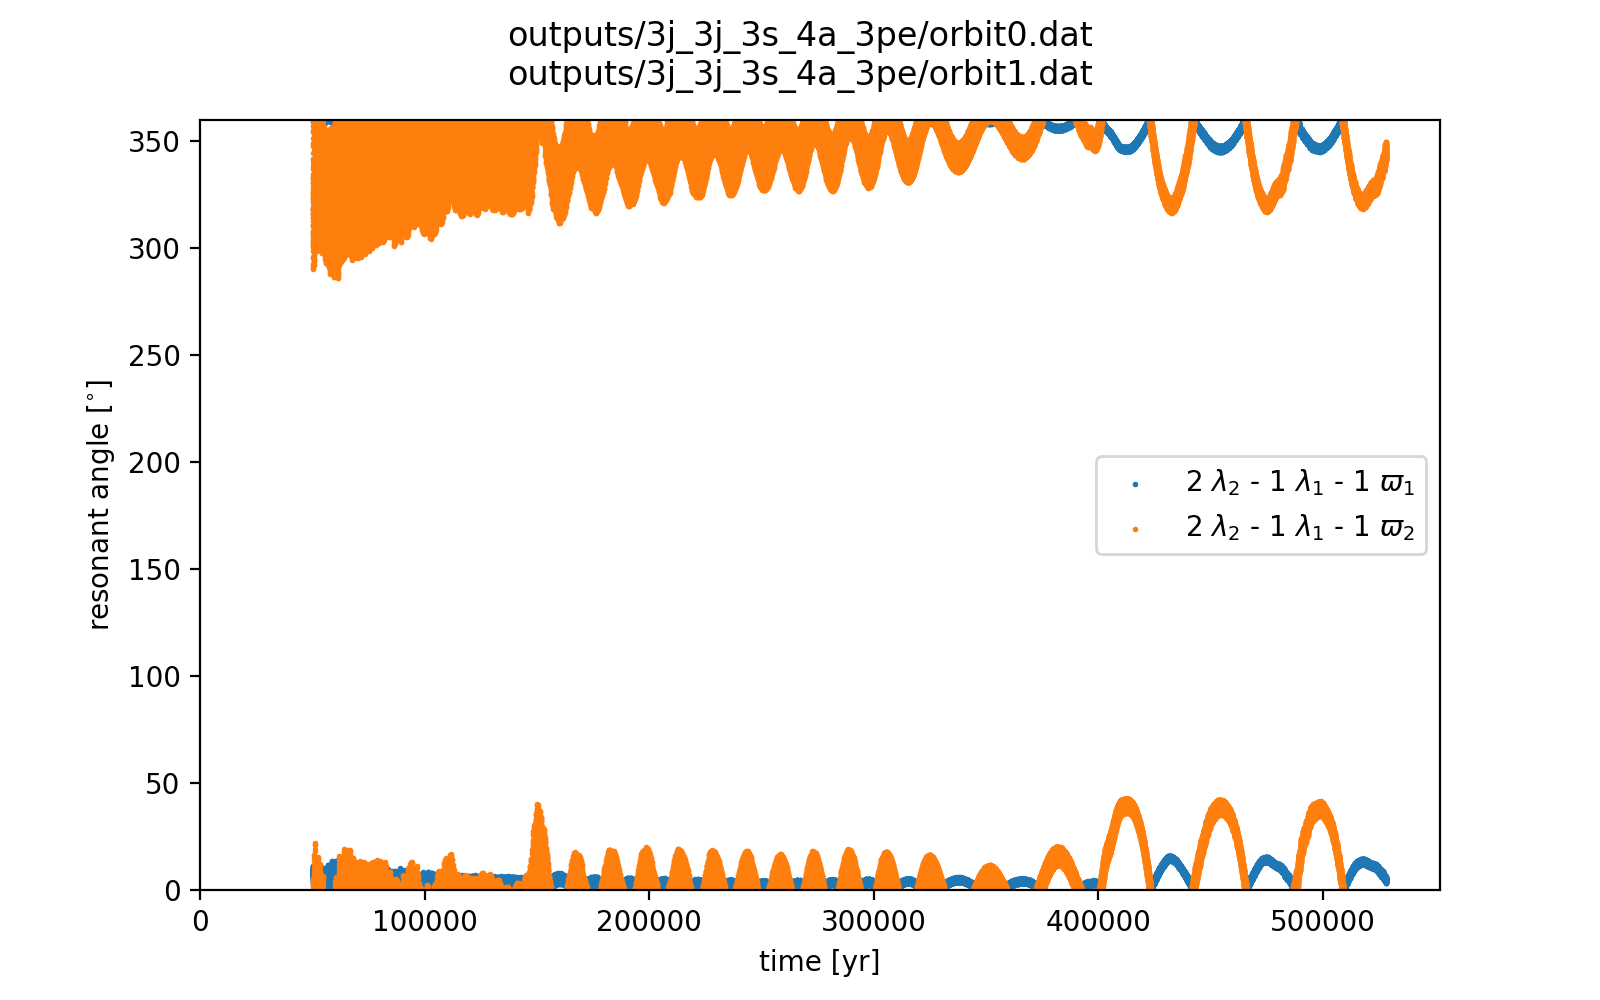 outputs/3j_3j_3s_4a_3pe/orbit0.dat
outputs/3j_3j_3s_4a_3pe/orbit1.dat
350
300
250
200
150
100
50
0
resonant angle [°]
2 λ₂ - 1 λ₁ - 1 ϖ₁
2 λ₂ - 1 λ₁ - 1 ϖ₂
0 100000 200000 300000 400000 500000
time [yr]